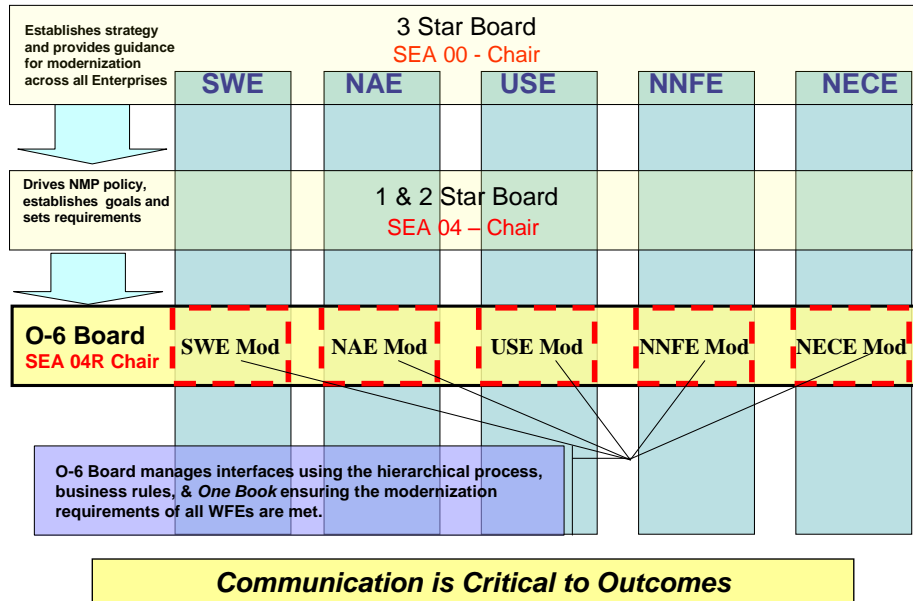 Establishes strategy
and provides guidance
for modernization
across all Enterprises
3 Star Board
SEA 00 - Chair
SWE NAE USE NNFE NECE
Drives NMP policy,
establishes goals and
sets requirements
1 & 2 Star Board
SEA 04 – Chair
O-6 Board
SEA 04R Chair
SWE Mod NAE Mod USE Mod NNFE Mod NECE Mod
O-6 Board manages interfaces using the hierarchical process,
business rules, & One Book ensuring the modernization
requirements of all WFEs are met.
Communication is Critical to Outcomes